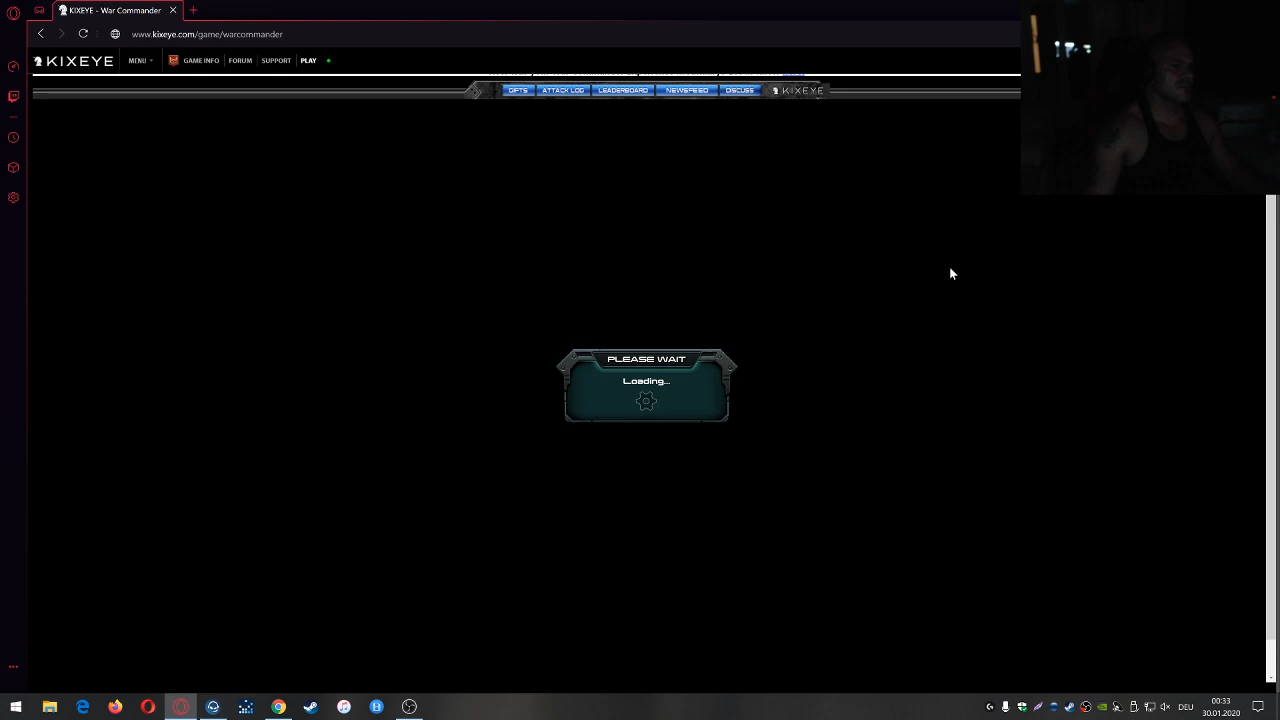 KIXEYE - War Commander
www.kixeye.com/game/warcommander
KIXEYE
MENU
GAME INFO
FORUM
SUPPORT
PLAY
GIFTS
ATTACK LOG
LEADERBOARD
NEWSFEED
DISCUSS
KIXEYE
PLEASE WAIT
Loading...
DEU
00:33
30.01.2020